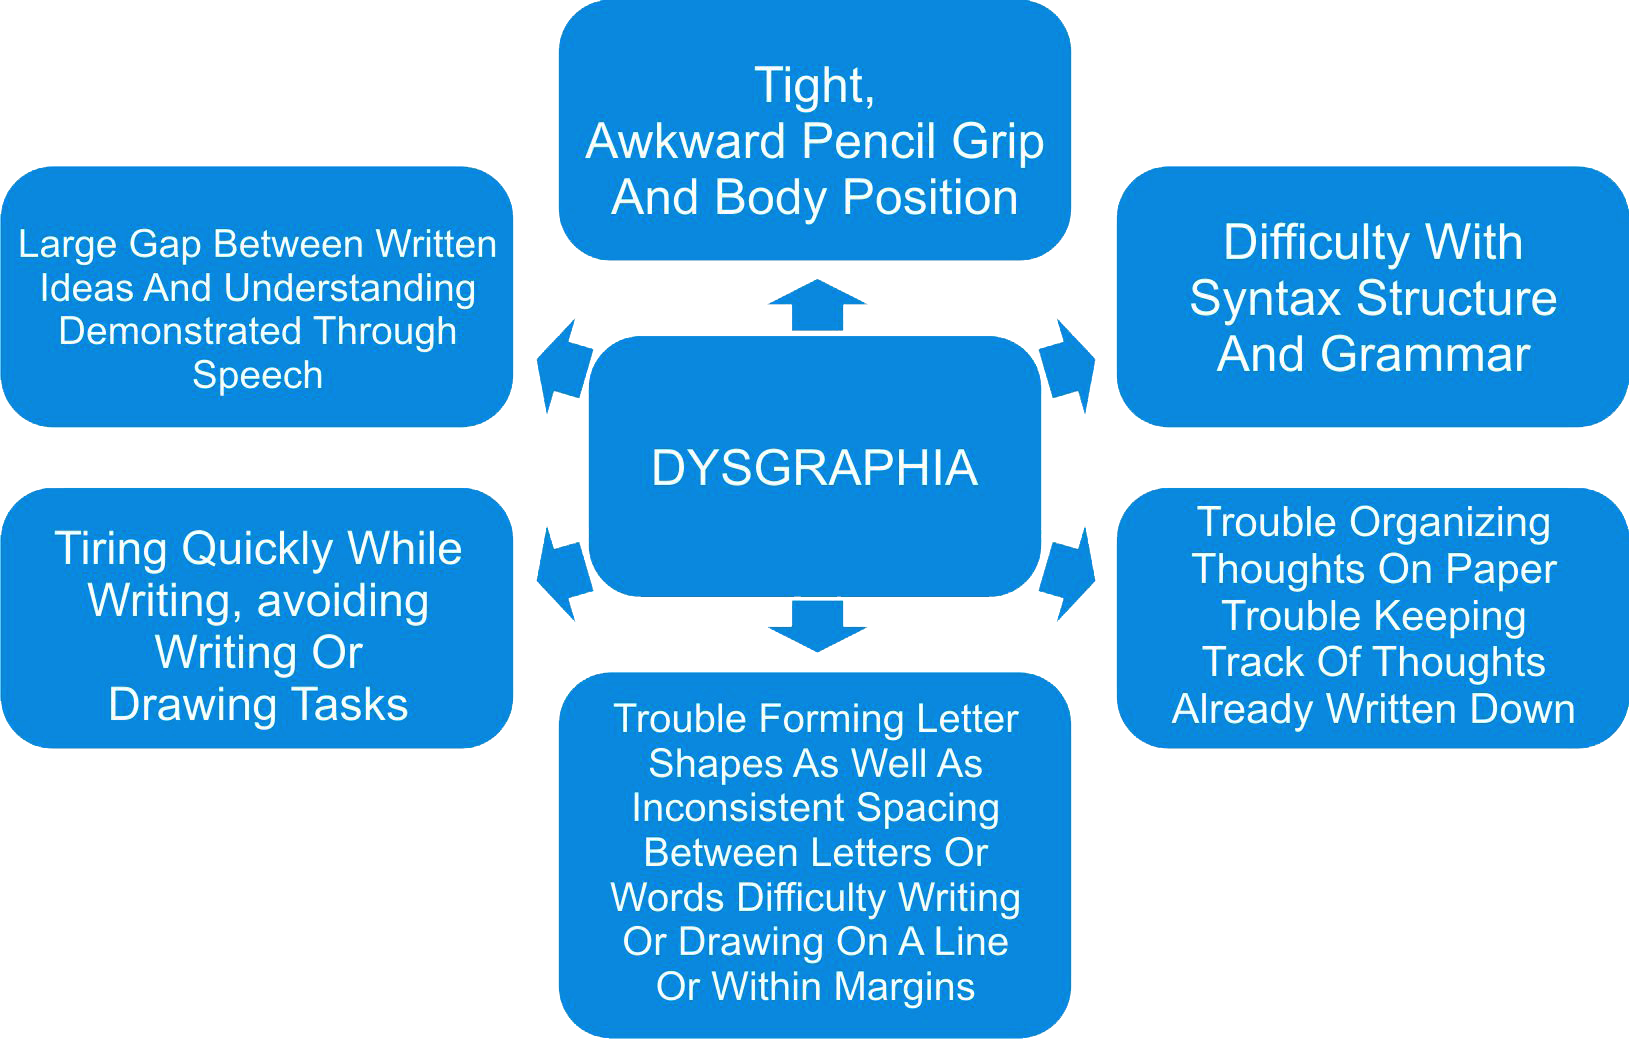 Tight,
Awkward Pencil Grip
And Body Position
Large Gap Between Written
Ideas And Understanding
Demonstrated Through
Speech
Difficulty With
Syntax Structure
And Grammar
DYSGRAPHIA
Tiring Quickly While
Writing, avoiding
Writing Or
Drawing Tasks
Trouble Organizing
Thoughts On Paper
Trouble Keeping
Track Of Thoughts
Already Written Down
Trouble Forming Letter
Shapes As Well As
Inconsistent Spacing
Between Letters Or
Words Difficulty Writing
Or Drawing On A Line
Or Within Margins